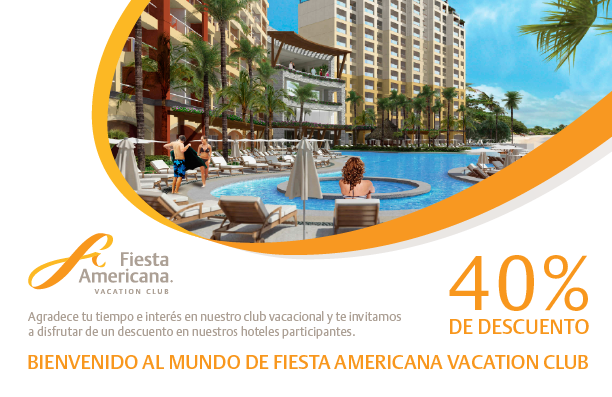 Fiesta
Americana.
VACATION CLUB
Agradece tu tiempo e interés en nuestro club vacacional y te invitamos
a disfrutar de un descuento en nuestros hoteles participantes.
40%
DE DESCUENTO
BIENVENIDO AL MUNDO DE FIESTA AMERICANA VACATION CLUB